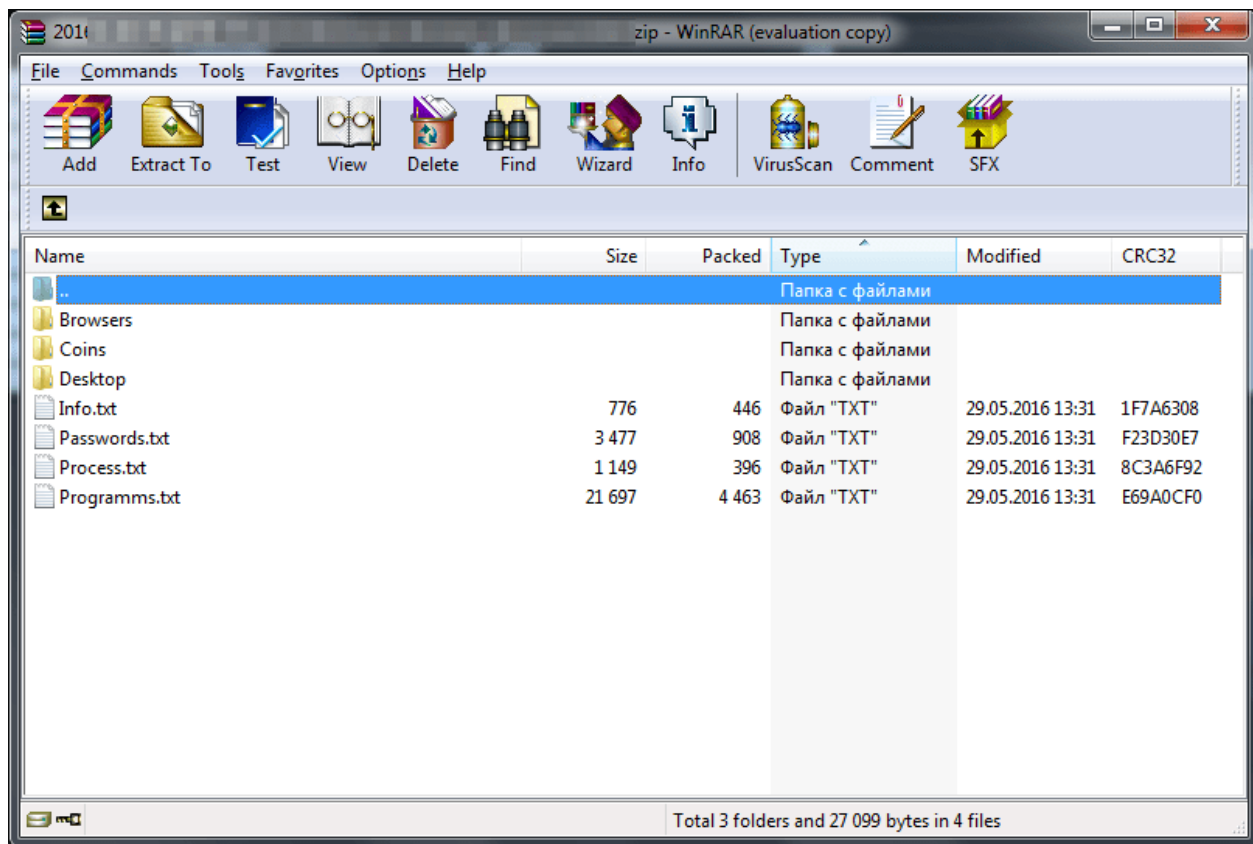 2016 zip - WinRAR (evaluation copy)
File Commands Tools Favorites Options Help
Add Extract To Test View Delete Find Wizard Info VirusScan Comment SFX
Name Size Packed Type Modified CRC32
.. Папка с файлами
Browsers Папка с файлами
Coins Папка с файлами
Desktop Папка с файлами
Info.txt 776 446 Файл "TXT" 29.05.2016 13:31 1F7A6308
Passwords.txt 3 477 908 Файл "TXT" 29.05.2016 13:31 F23D30E7
Process.txt 1 149 396 Файл "TXT" 29.05.2016 13:31 8C3A6F92
Programms.txt 21 697 4 463 Файл "TXT" 29.05.2016 13:31 E69A0CF0
Total 3 folders and 27 099 bytes in 4 files